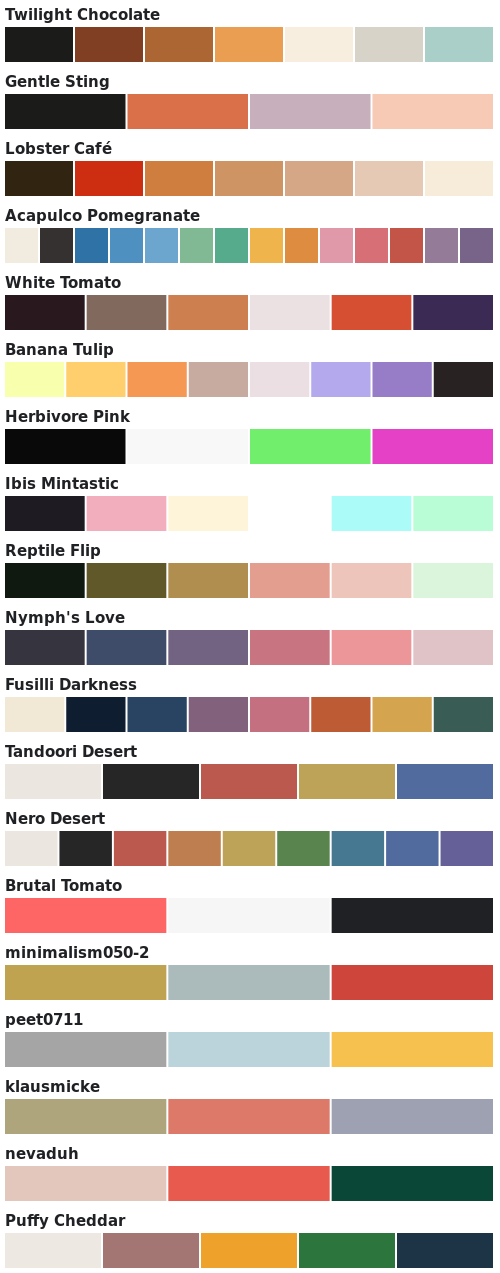 Twilight Chocolate
Gentle Sting
Lobster Café
Acapulco Pomegranate
White Tomato
Banana Tulip
Herbivore Pink
Ibis Mintastic
Reptile Flip
Nymph's Love
Fusilli Darkness
Tandoori Desert
Nero Desert
Brutal Tomato
minimalism050-2
peet0711
klausmicke
nevaduh
Puffy Cheddar